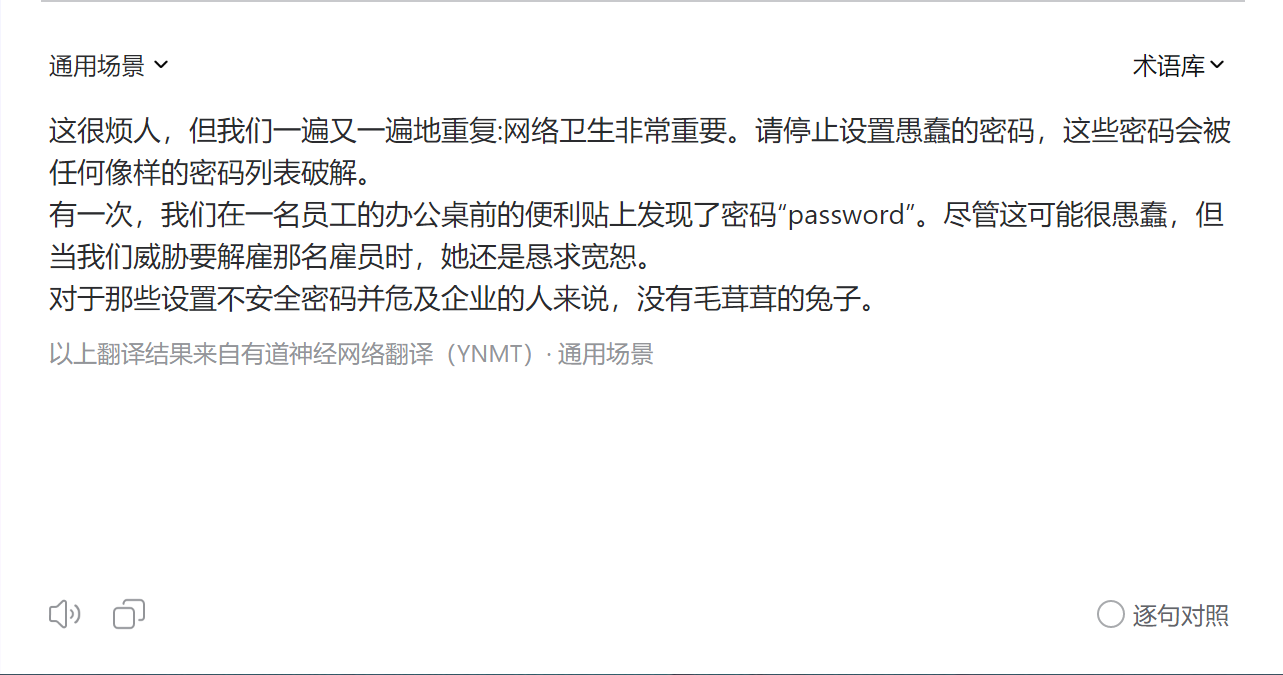 通用场景
术语库
这很烦人，但我们一遍又一遍地重复:网络卫生非常重要。请停止设置愚蠢的密码，这些密码会被
任何像样的密码列表破解。
有一次，我们在一名员工的办公桌前的便利贴上发现了密码“password”。尽管这可能很愚蠢，但
当我们威胁要解雇那名雇员时，她还是恳求宽恕。
对于那些设置不安全密码并危及企业的人来说，没有毛茸茸的兔子。
以上翻译结果来自有道神经网络翻译（YNMT）· 通用场景
逐句对照